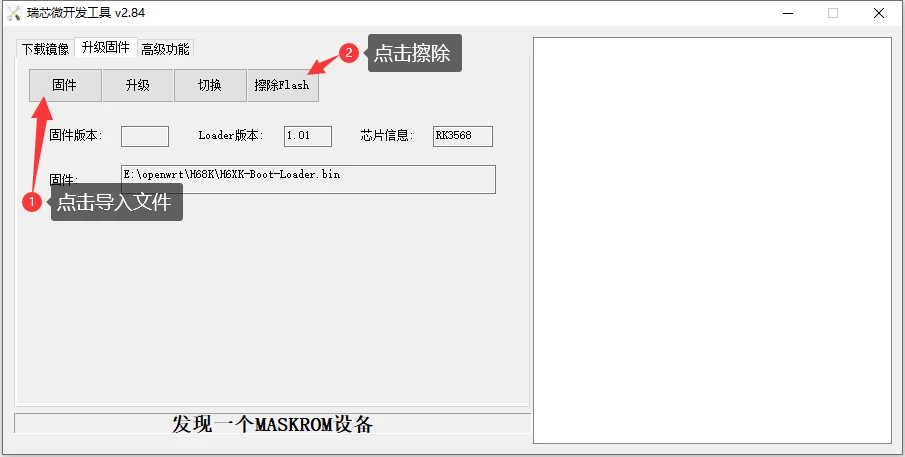 瑞芯微开发工具 v2.84
下载镜像 升级固件 高级功能
2 点击擦除
固件 升级 切换 擦除Flash
固件版本: Loader版本: 1.01 芯片信息: RK3568
固件: E:\openwrt\H68K\H6XK-Boot-Loader.bin
1 点击导入文件
发现一个MASKROM设备